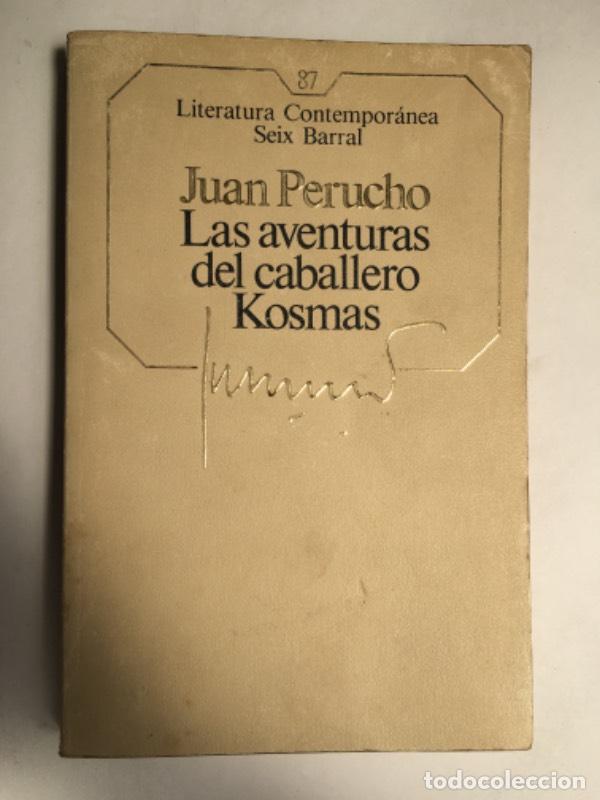 87
Literatura Contemporánea
Seix Barral
Juan Perucho
Las aventuras
del caballero
Kosmas
todocoleccion